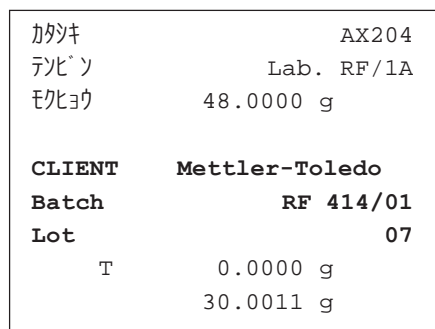 ｶﾀｼｷ AX204
ﾃﾝﾋﾞﾝ Lab. RF/1A
ﾓｸﾋｮｳ 48.0000 g
CLIENT Mettler-Toledo
Batch RF 414/01
Lot 07
T 0.0000 g
30.0011 g